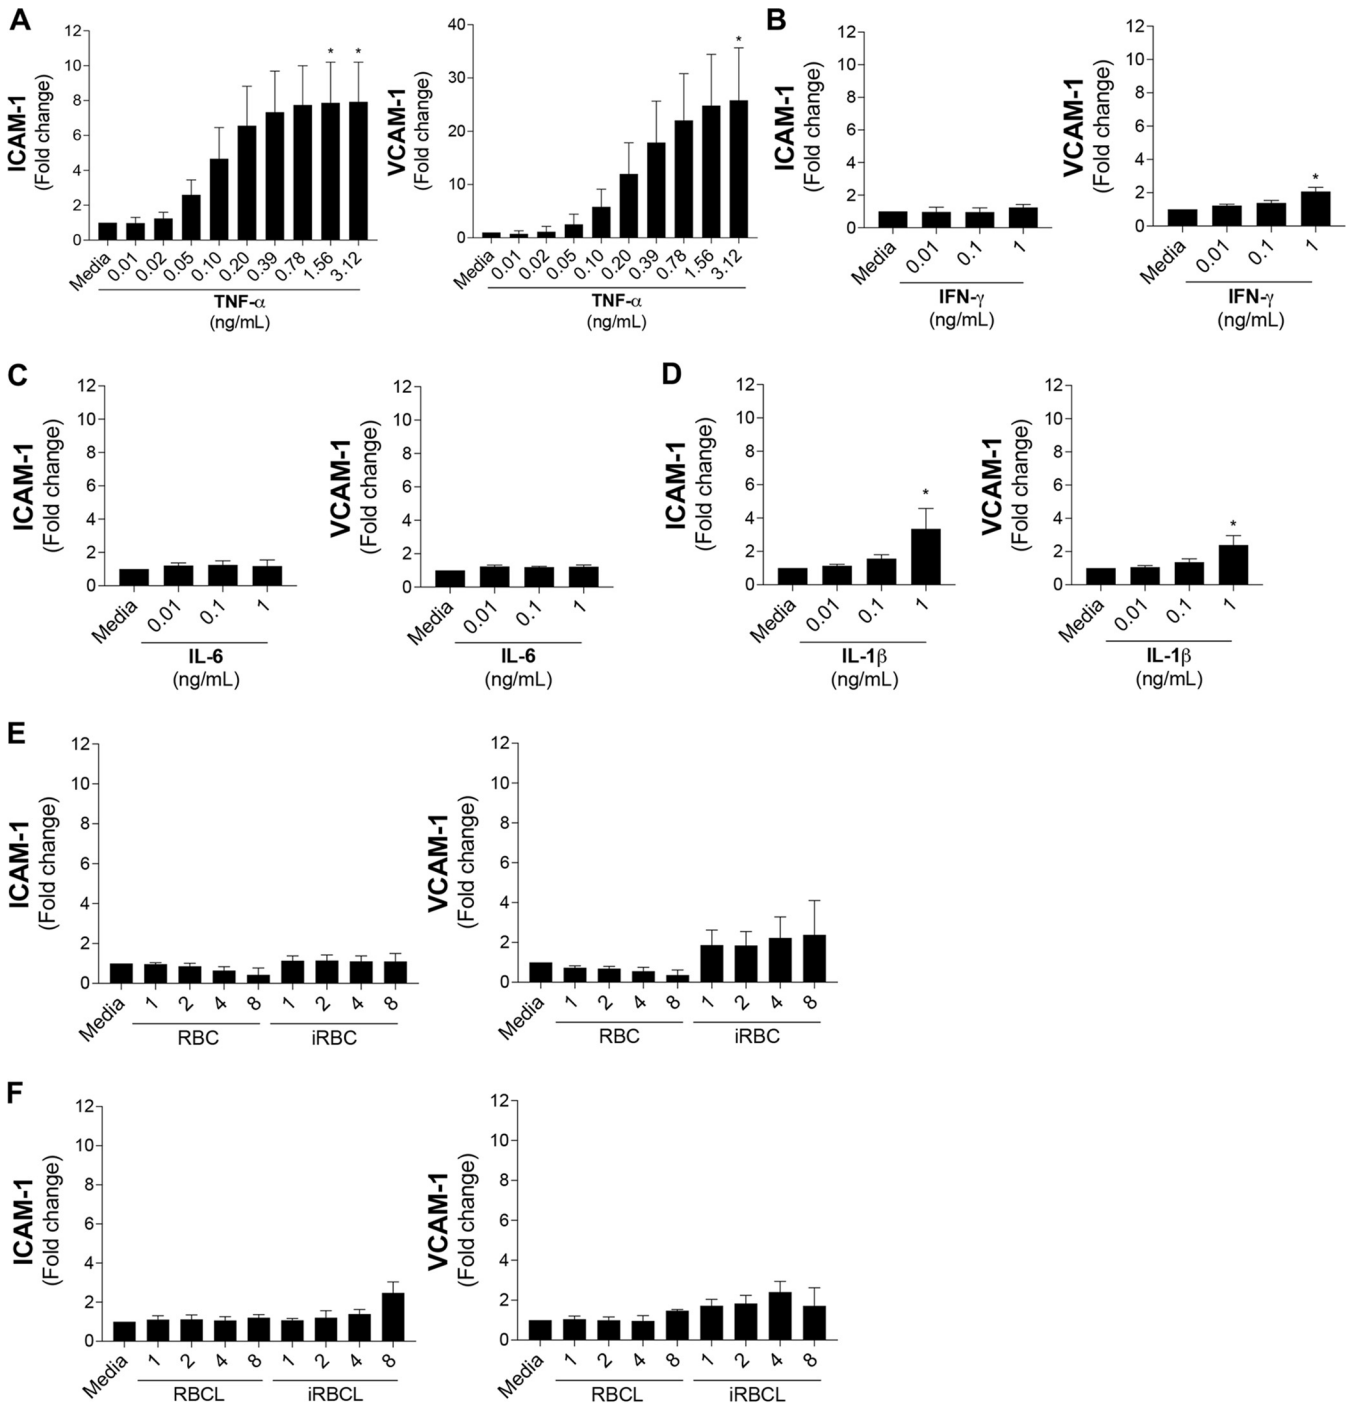 A
ICAM-1
(Fold change)
12
10
8
6
4
2
0
* *
Media 0.01 0.02 0.05 0.10 0.20 0.39 0.78 1.56 3.12
TNF-α
(ng/mL)
VCAM-1
(Fold change)
40
30
20
10
0
*
Media 0.01 0.02 0.05 0.10 0.20 0.39 0.78 1.56 3.12
TNF-α
(ng/mL)
B
ICAM-1
(Fold change)
12
10
8
6
4
2
0
Media 0.01 0.1 1
IFN-γ
(ng/mL)
VCAM-1
(Fold change)
12
10
8
6
4
2
0
*
Media 0.01 0.1 1
IFN-γ
(ng/mL)
C
ICAM-1
(Fold change)
12
10
8
6
4
2
0
Media 0.01 0.1 1
IL-6
(ng/mL)
VCAM-1
(Fold change)
12
10
8
6
4
2
0
Media 0.01 0.1 1
IL-6
(ng/mL)
D
ICAM-1
(Fold change)
12
10
8
6
4
2
0
*
Media 0.01 0.1 1
IL-1β
(ng/mL)
VCAM-1
(Fold change)
12
10
8
6
4
2
0
*
Media 0.01 0.1 1
IL-1β
(ng/mL)
E
ICAM-1
(Fold change)
12
10
8
6
4
2
0
Media 1 2 4 8 1 2 4 8
RBC iRBC
VCAM-1
(Fold change)
12
10
8
6
4
2
0
Media 1 2 4 8 1 2 4 8
RBC iRBC
F
ICAM-1
(Fold change)
12
10
8
6
4
2
0
Media 1 2 4 8 1 2 4 8
RBCL iRBCL
VCAM-1
(Fold change)
12
10
8
6
4
2
0
Media 1 2 4 8 1 2 4 8
RBCL iRBCL